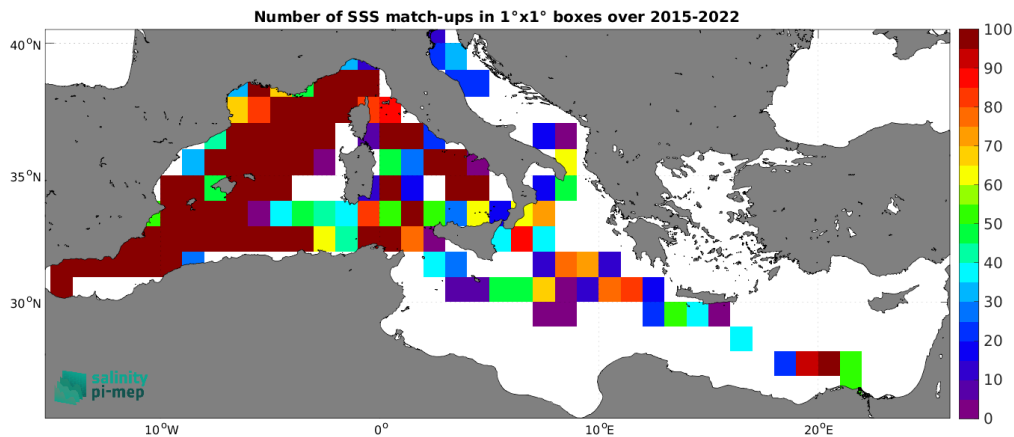 Number of SSS match-ups in 1°x1° boxes over 2015-2022
40°N
35°N
30°N
10°W
0°
10°E
20°E
100
90
80
70
60
50
40
30
20
10
0
salinity
pi-mep